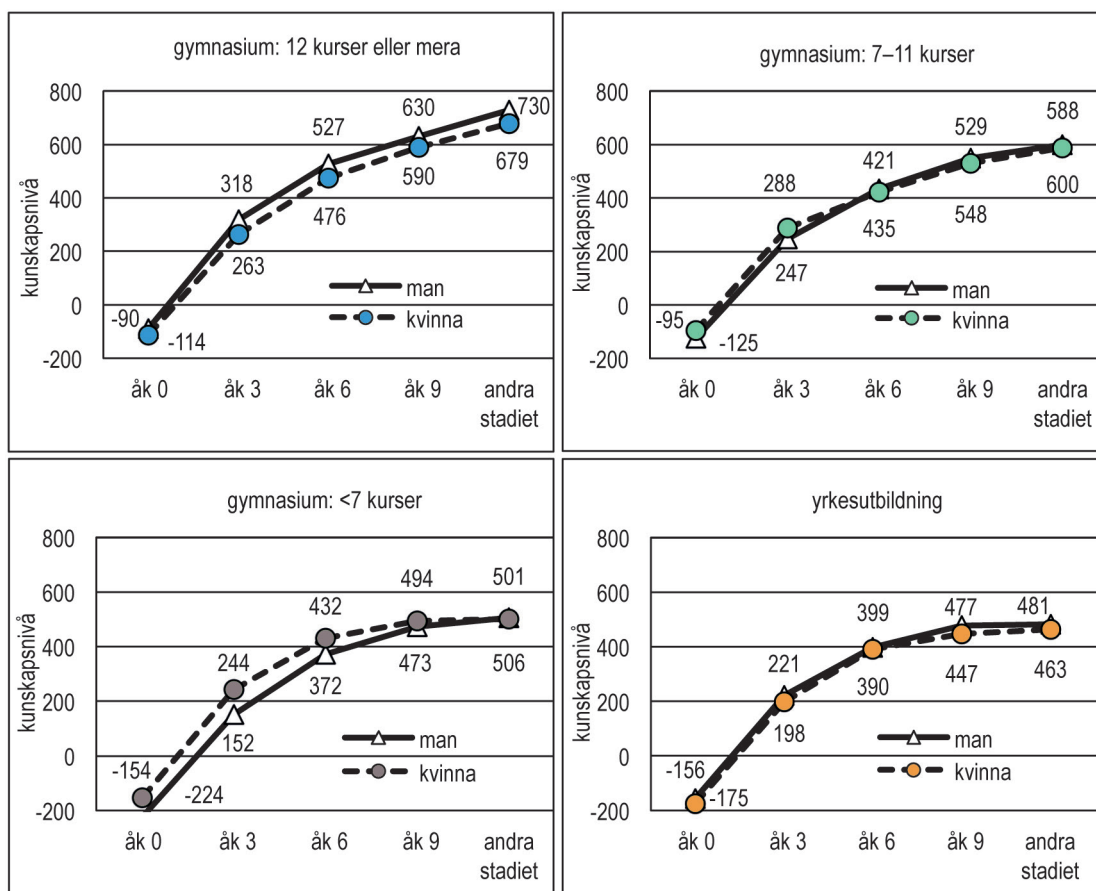 gymnasium: 12 kurser eller mera
kunskapsnivå
800
600
400
200
0
-200
-90
318
527
630
730
-114
263
476
590
679
man
kvinna
åk 0
åk 3
åk 6
åk 9
andra
stadiet
gymnasium: 7–11 kurser
kunskapsnivå
800
600
400
200
0
-200
-95
288
421
529
588
-125
247
435
548
600
man
kvinna
åk 0
åk 3
åk 6
åk 9
andra
stadiet
gymnasium: <7 kurser
kunskapsnivå
800
600
400
200
0
-200
-154
244
432
494
501
-224
152
372
473
506
man
kvinna
åk 0
åk 3
åk 6
åk 9
andra
stadiet
yrkesutbildning
kunskapsnivå
800
600
400
200
0
-200
-156
221
399
477
481
-175
198
390
447
463
man
kvinna
åk 0
åk 3
åk 6
åk 9
andra
stadiet